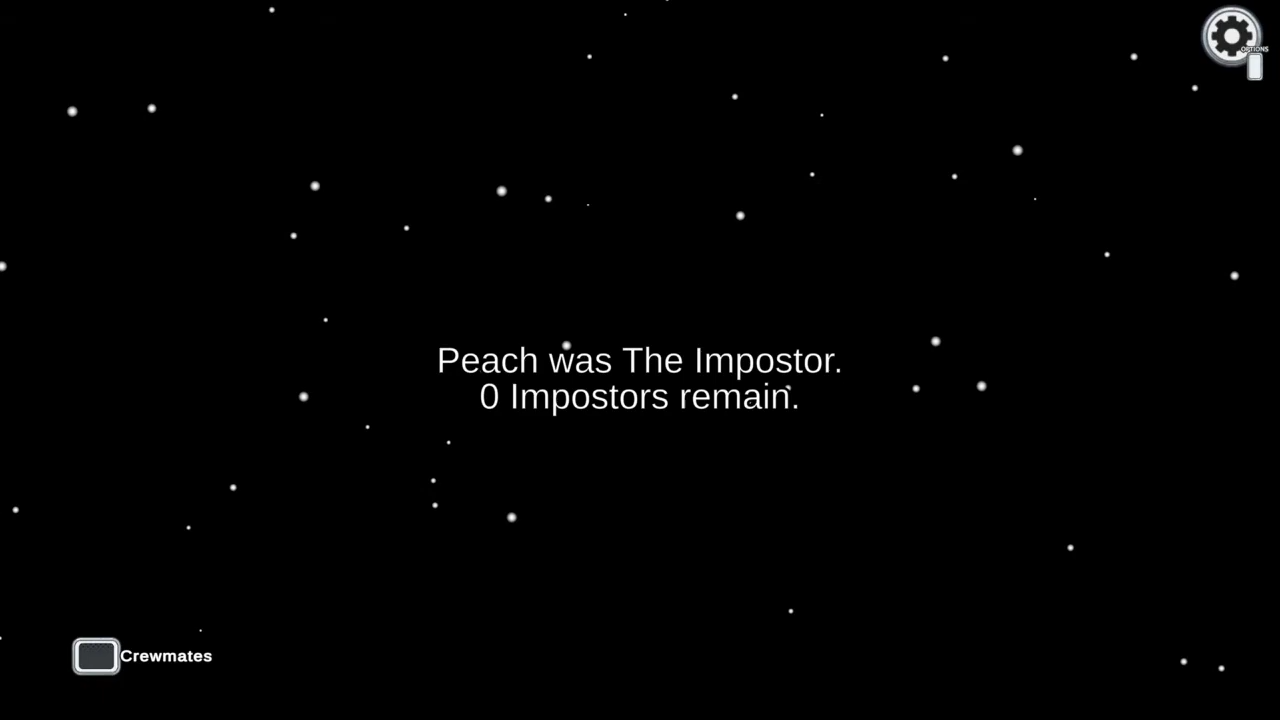 OPTIONS
Peach was The Impostor.
0 Impostors remain.
Crewmates